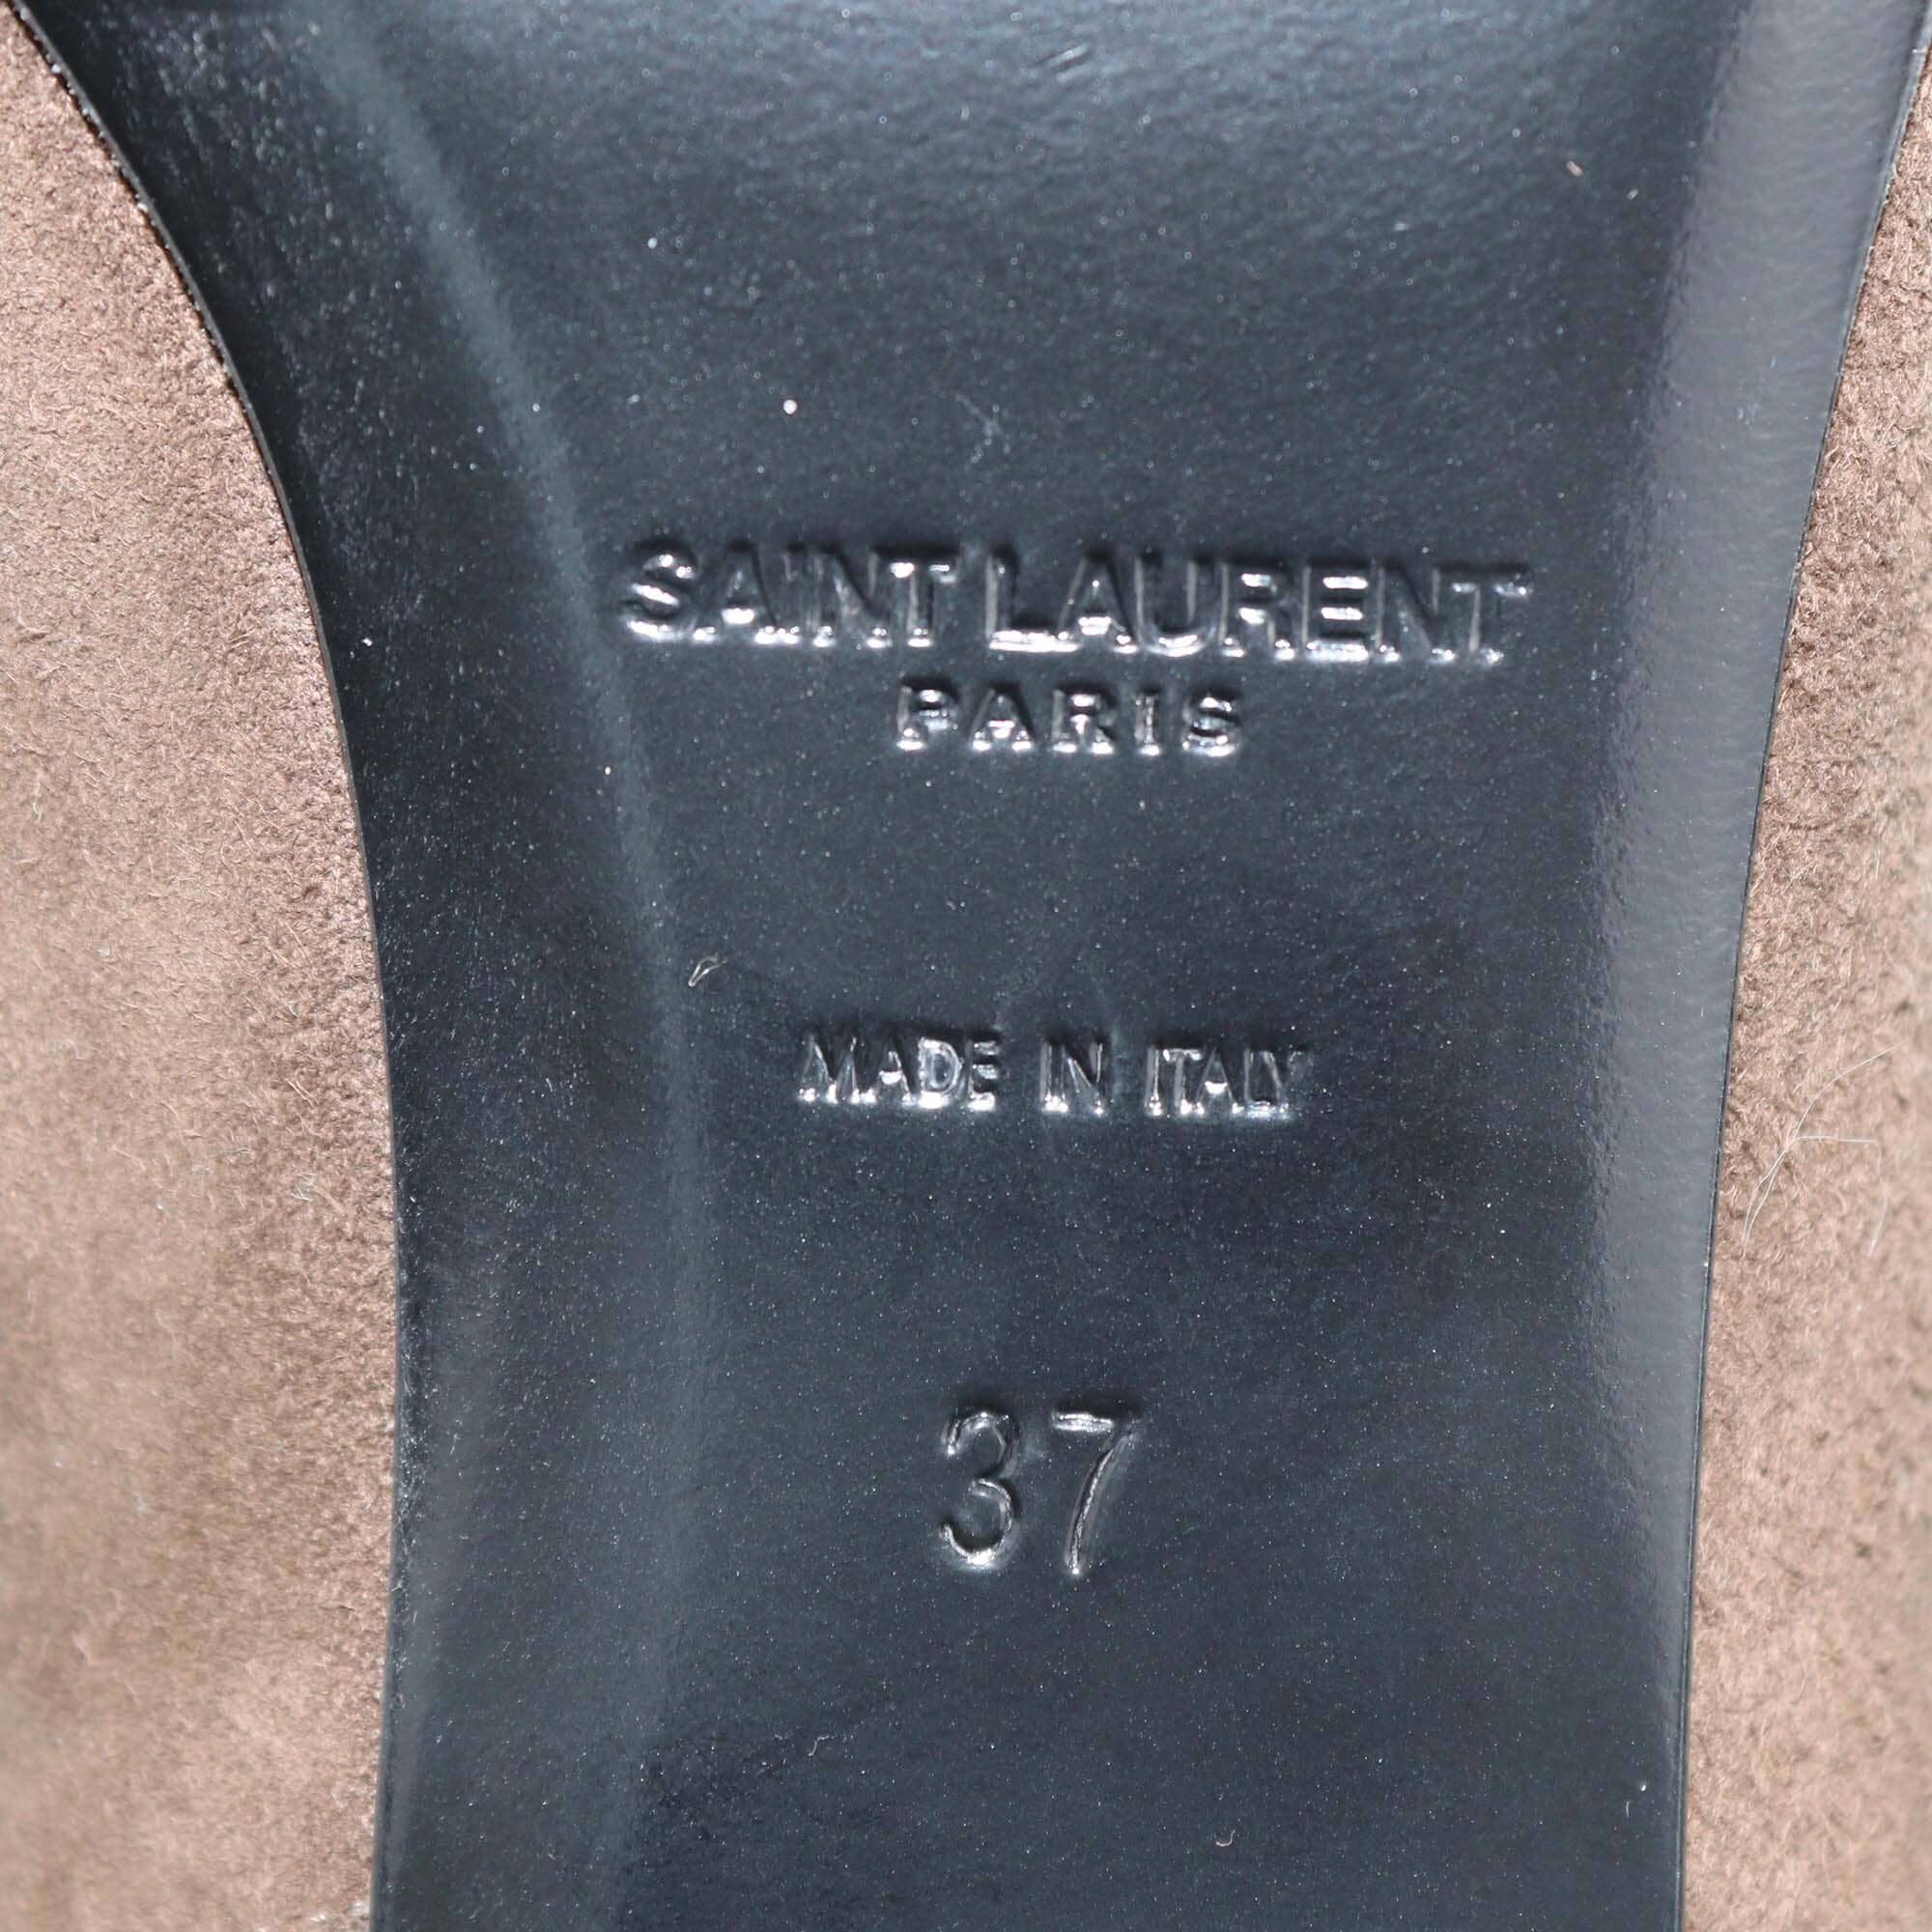 SAINT LAURENT
PARIS
MADE IN ITALY
37